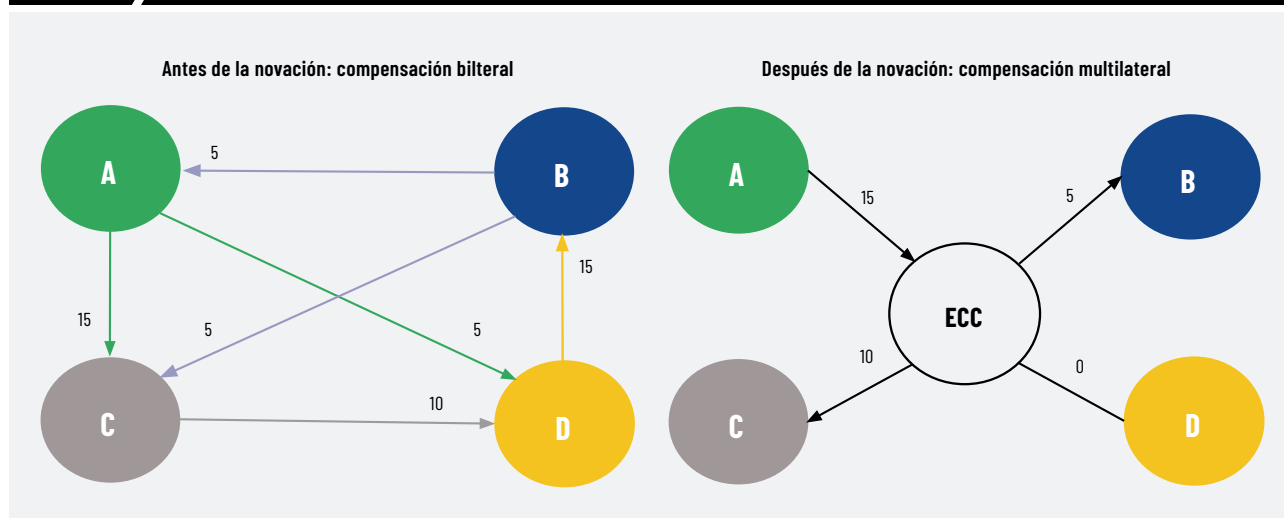 Antes de la novación: compensación bilteral
A
5
B
15
15
5
5
C
10
D
Después de la novación: compensación multilateral
A
15
5
B
ECC
10
0
C
D